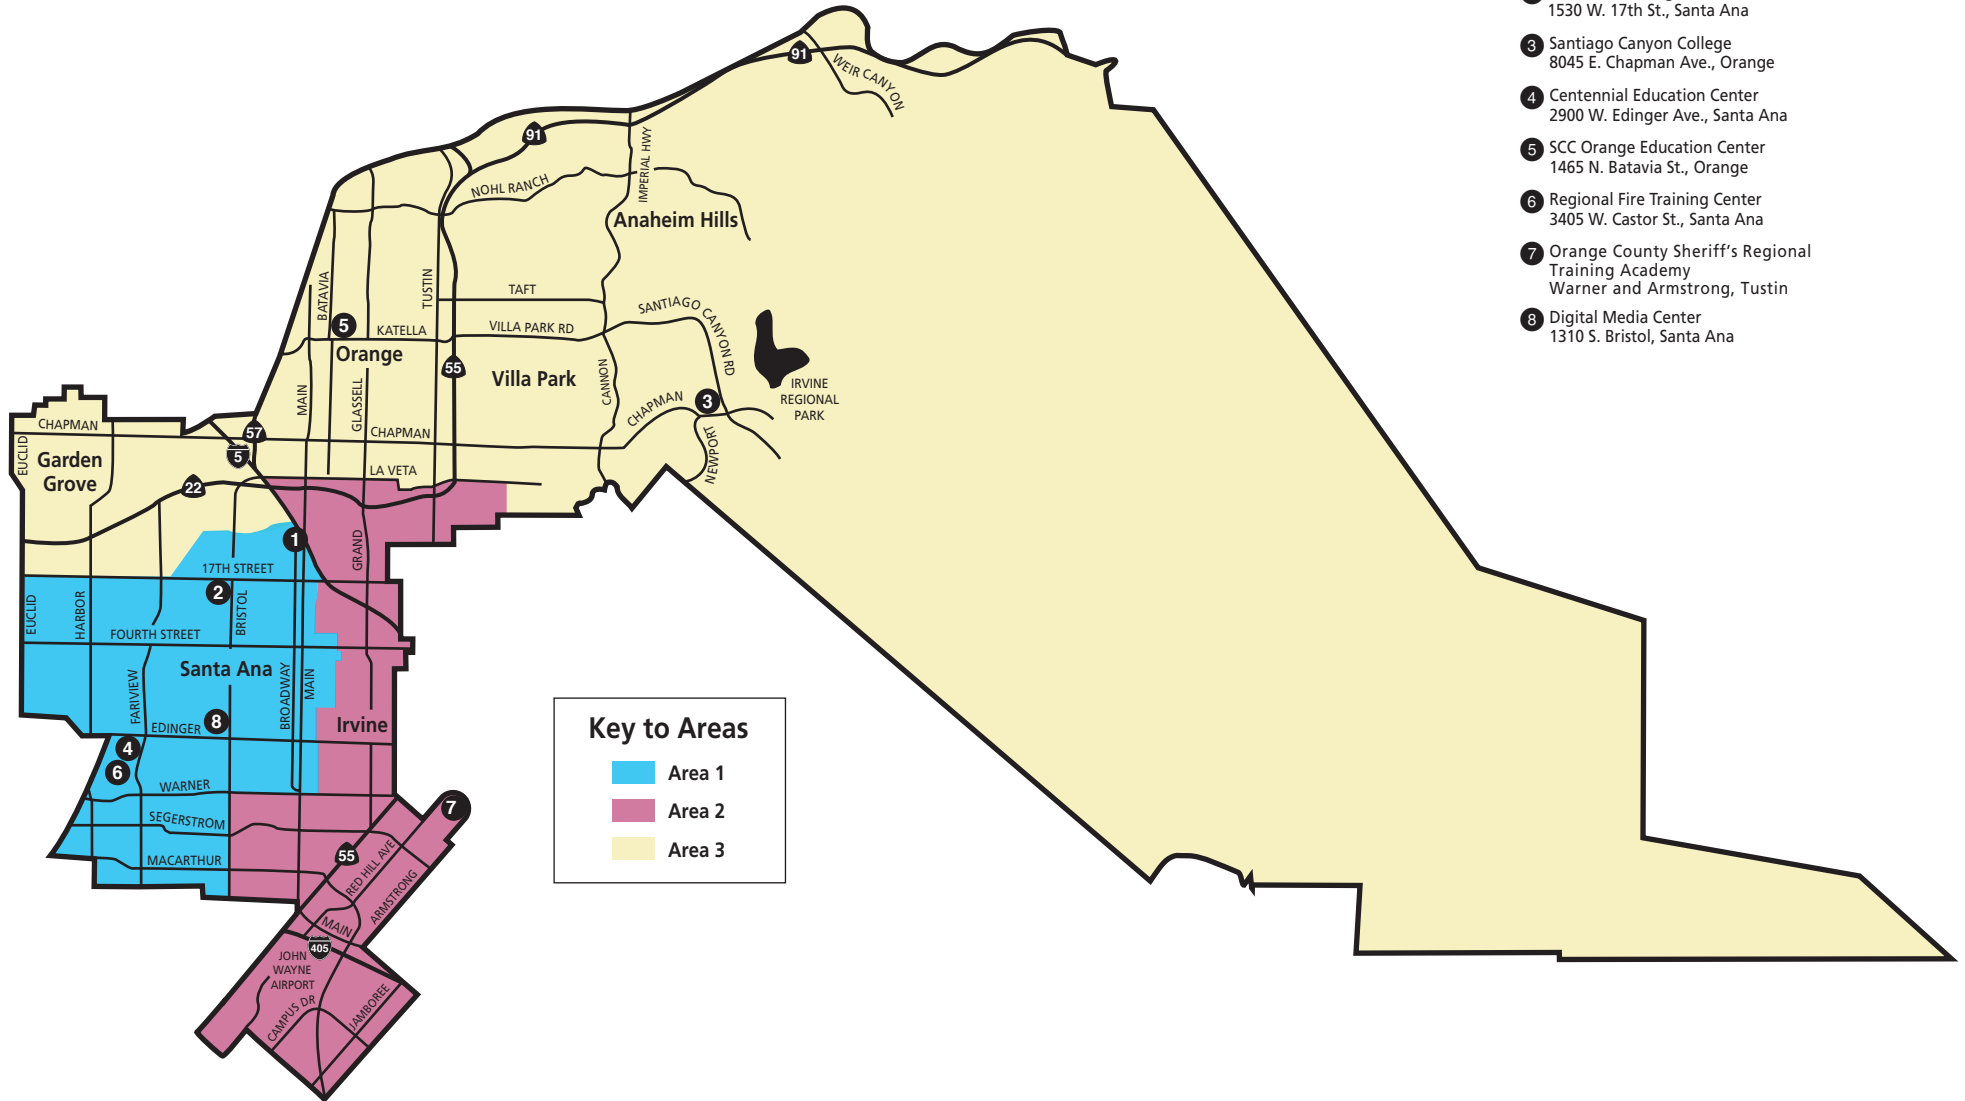 1530 W. 17th St., Santa Ana
3 Santiago Canyon College
8045 E. Chapman Ave., Orange
4 Centennial Education Center
2900 W. Edinger Ave., Santa Ana
5 SCC Orange Education Center
1465 N. Batavia St., Orange
6 Regional Fire Training Center
3405 W. Castor St., Santa Ana
7 Orange County Sheriff's Regional
Training Academy
Warner and Armstrong, Tustin
8 Digital Media Center
1310 S. Bristol, Santa Ana
91
WEIR CANYON
91
IMPERIAL HWY
NOHL RANCH
Anaheim Hills
BATAVIA
TUSTIN
TAFT
SANTIAGO CANYON RD
5
KATELLA
VILLA PARK RD
Orange
55
Villa Park
CANNON
MAIN
GLASSELL
IRVINE
REGIONAL
PARK
CHAPMAN
3
CHAPMAN
57
CHAPMAN
EUCLID
5
NEWPORT
Garden
Grove
LA VETA
22
1
GRAND
17TH STREET
2
EUCLID
HARBOR
BRISTOL
FOURTH STREET
Santa Ana
FARIVIEW
BROADWAY
MAIN
8
EDINGER
Irvine
4
6
WARNER
SEGERSTROM
MACARTHUR
7
55
RED HILL AVE
ARMSTRONG
MAIN
405
JOHN
WAYNE
AIRPORT
CAMPUS DR
JAMBOREE
Key to Areas
Area 1
Area 2
Area 3